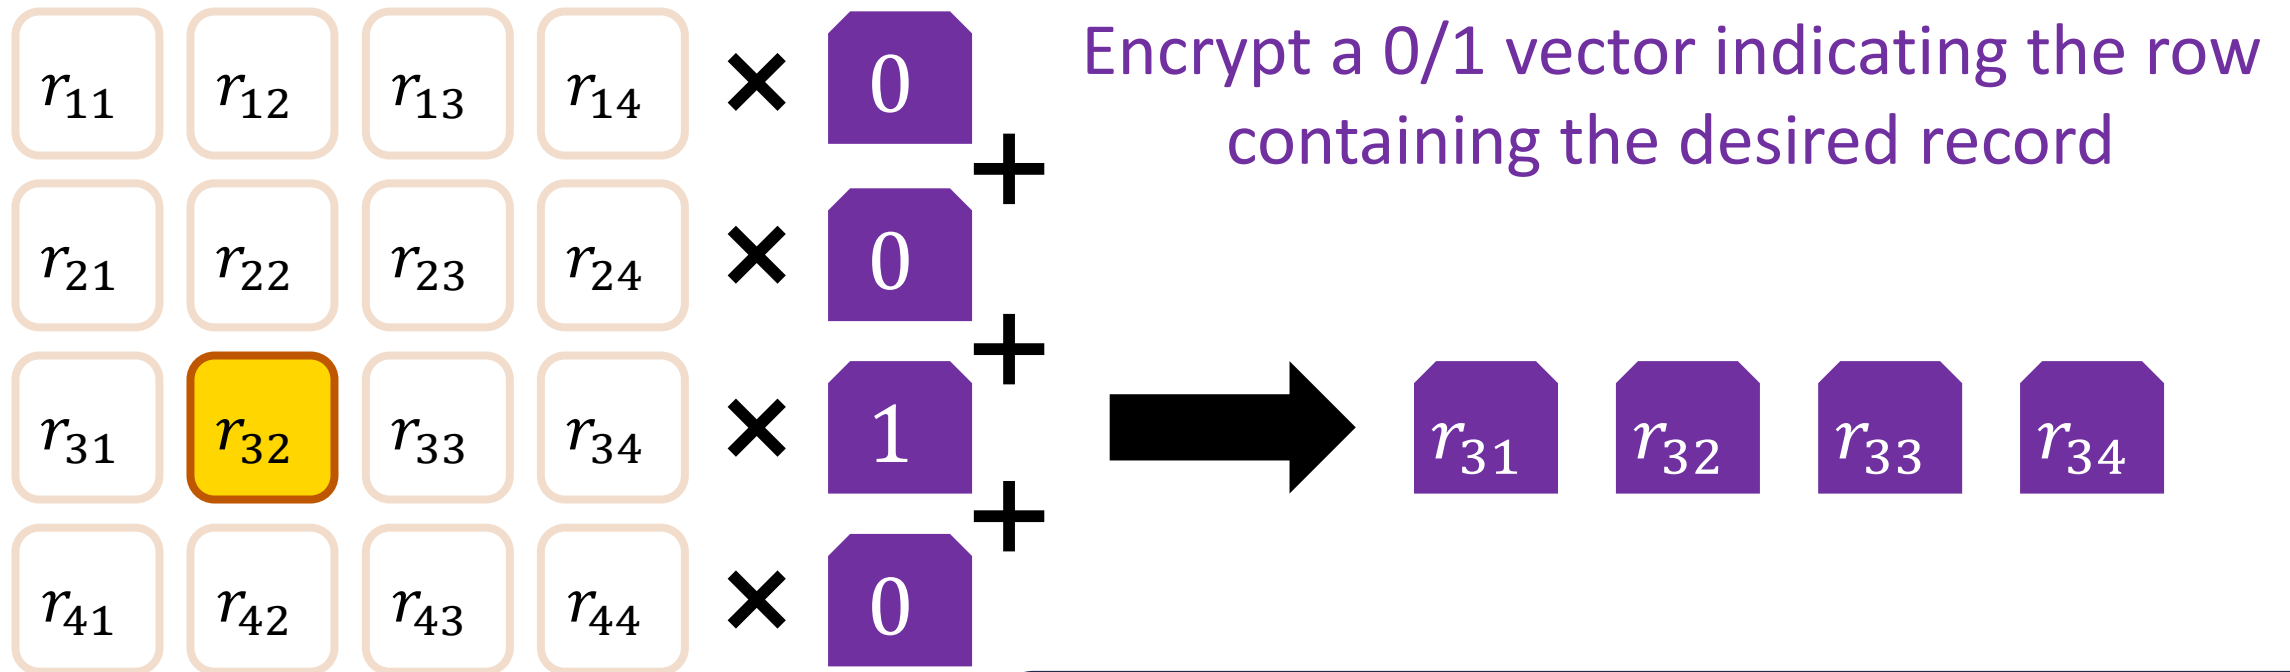 r₁₁ r₁₂ r₁₃ r₁₄ × 0
Encrypt a 0/1 vector indicating the row
containing the desired record
+
r₂₁ r₂₂ r₂₃ r₂₄ × 0
+
r₃₁ r₃₂ r₃₃ r₃₄ × 1
r₃₁ r₃₂ r₃₃ r₃₄
+
r₄₁ r₄₂ r₄₃ r₄₄ × 0